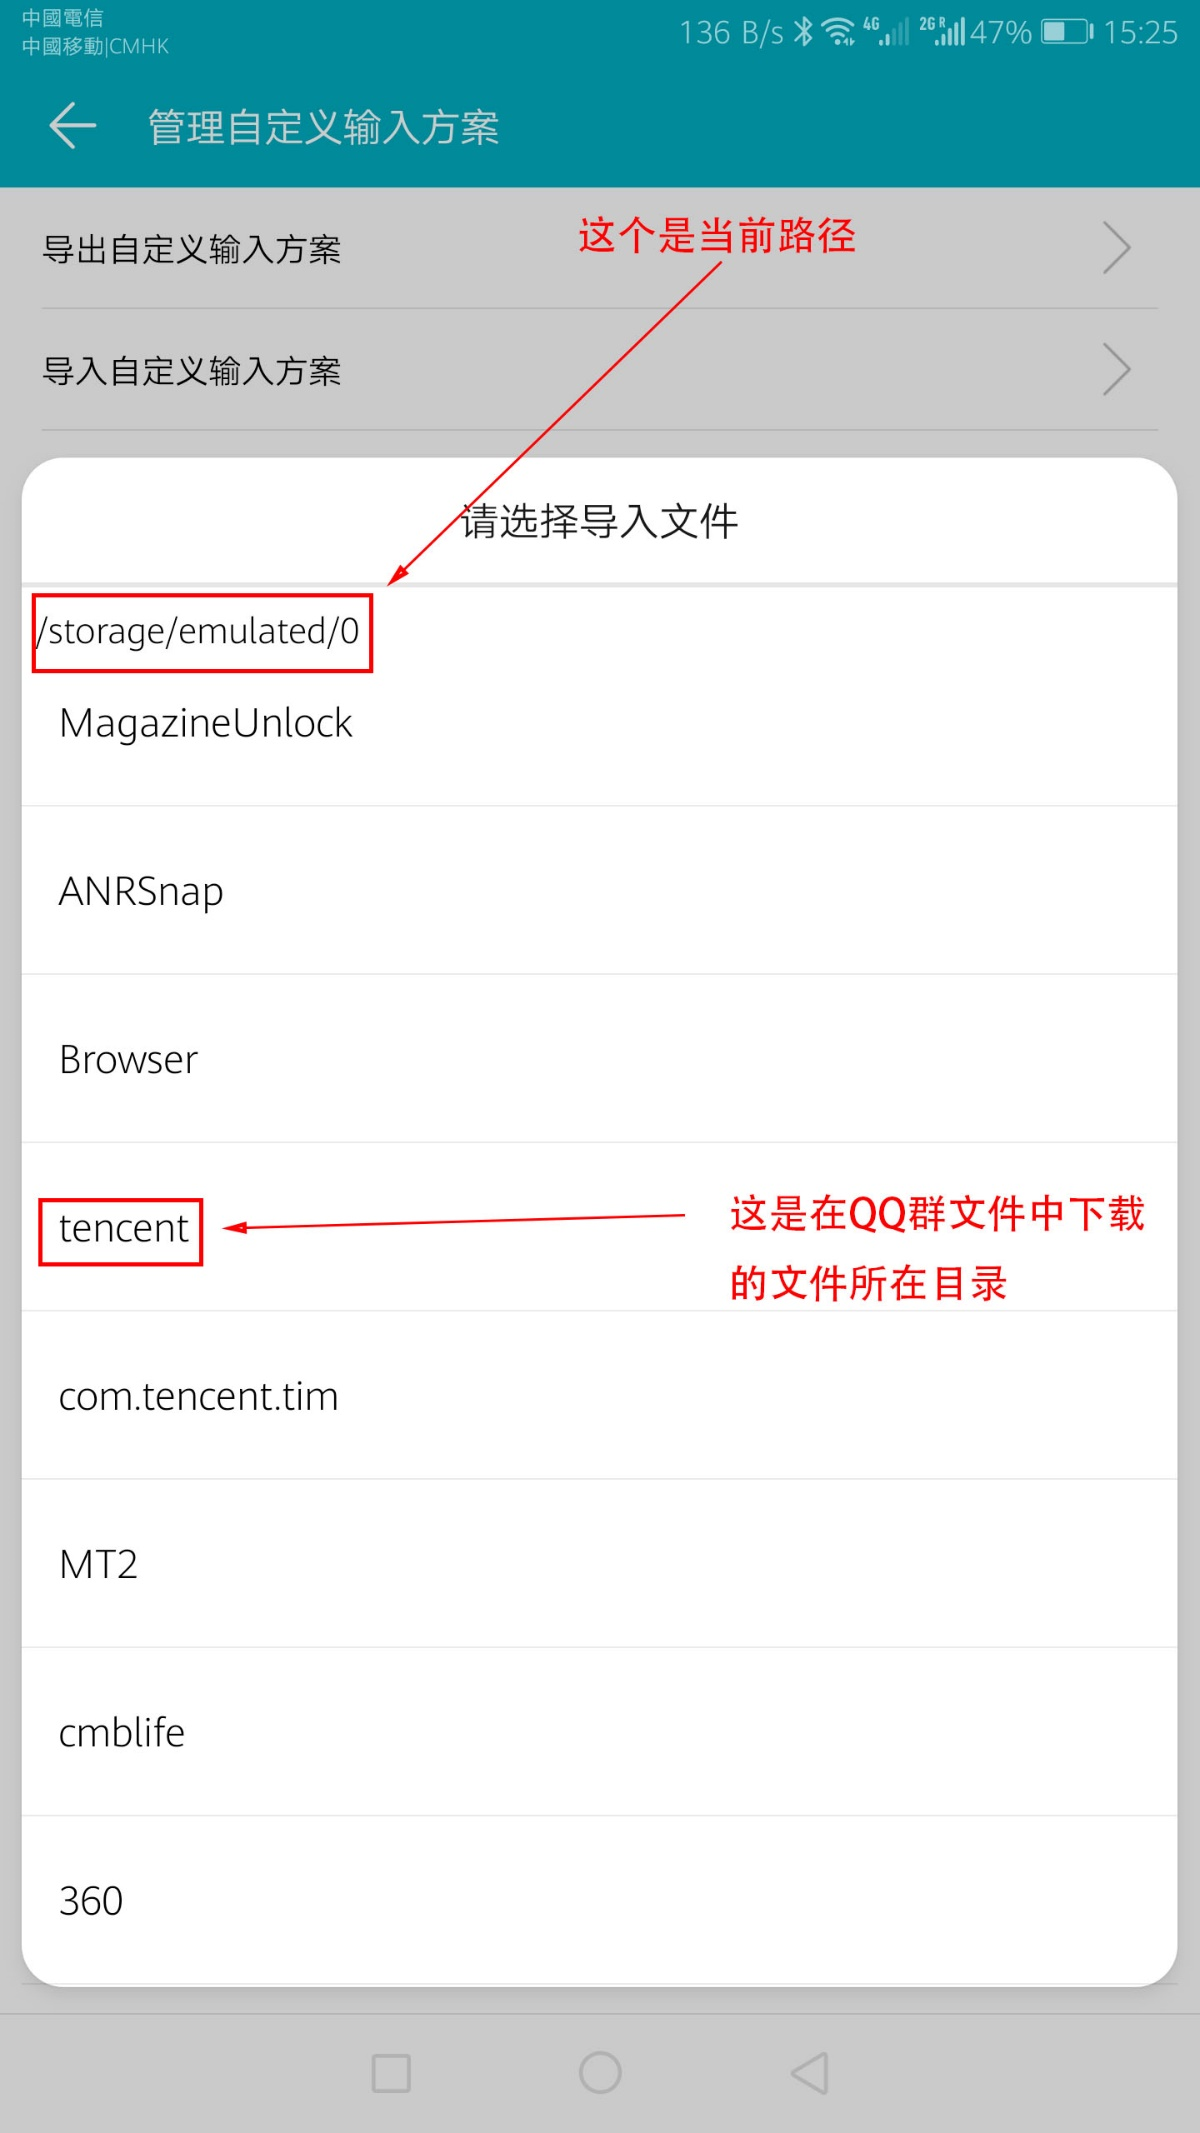 中國電信
中國移動|CMHK
136 B/s 4G 2G R 47% 15:25
管理自定义输入方案
这个是当前路径
导出自定义输入方案
导入自定义输入方案
请选择导入文件
/storage/emulated/0
MagazineUnlock
ANRSnap
Browser
tencent
这是在QQ群文件中下载
的文件所在目录
com.tencent.tim
MT2
cmblife
360